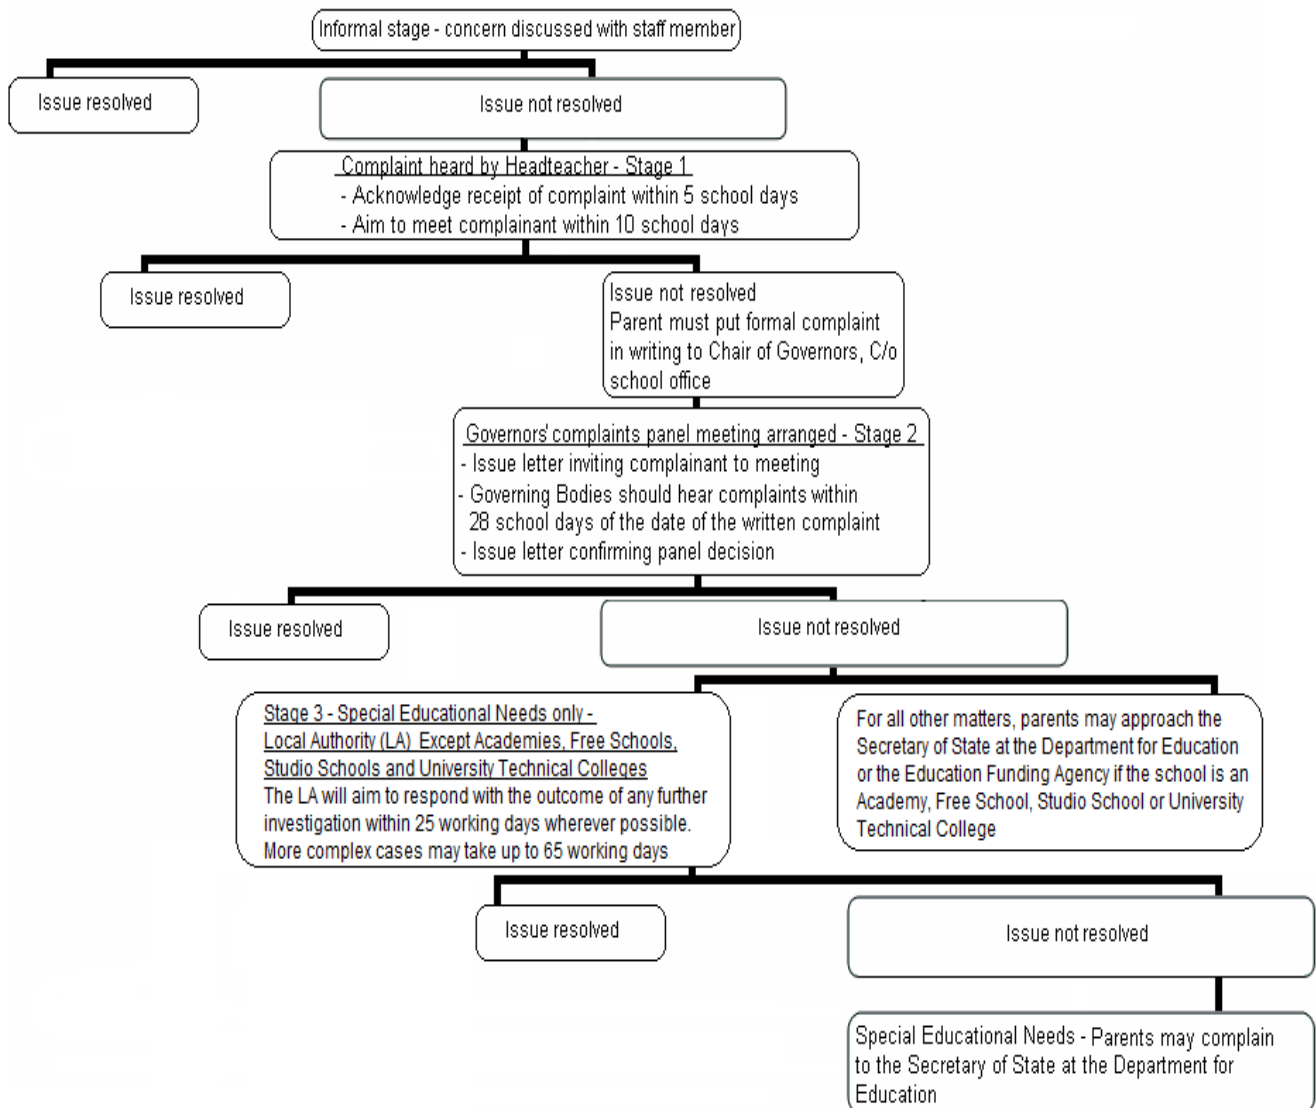 Informal stage - concern discussed with staff member
Issue resolved
Issue not resolved
Complaint heard by Headteacher - Stage 1
- Acknowledge receipt of complaint within 5 school days
- Aim to meet complainant within 10 school days
Issue resolved
Issue not resolved
Parent must put formal complaint
in writing to Chair of Governors, C/o
school office
Governors' complaints panel meeting arranged - Stage 2
- Issue letter inviting complainant to meeting
- Governing Bodies should hear complaints within
28 school days of the date of the written complaint
- Issue letter confirming panel decision
Issue resolved
Issue not resolved
Stage 3 - Special Educational Needs only -
Local Authority (LA) Except Academies, Free Schools,
Studio Schools and University Technical Colleges
The LA will aim to respond with the outcome of any further
investigation within 25 working days wherever possible.
More complex cases may take up to 65 working days
For all other matters, parents may approach the
Secretary of State at the Department for Education
or the Education Funding Agency if the school is an
Academy, Free School, Studio School or University
Technical College
Issue resolved
Issue not resolved
Special Educational Needs - Parents may complain
to the Secretary of State at the Department for
Education